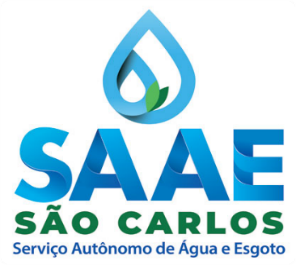 SAAE
SÃO CARLOS
Serviço Autônomo de Água e Esgoto